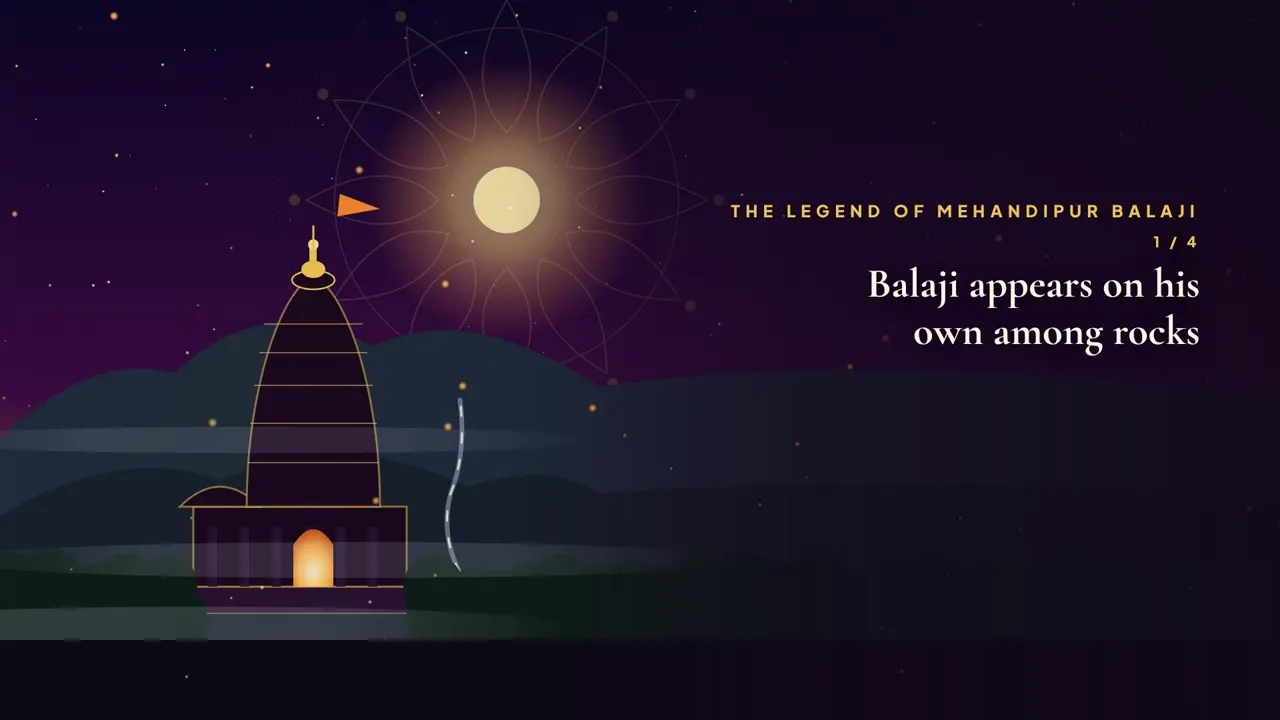 THE LEGEND OF MEHANDIPUR BALAJI
1 / 4
Balaji appears on his
own among rocks